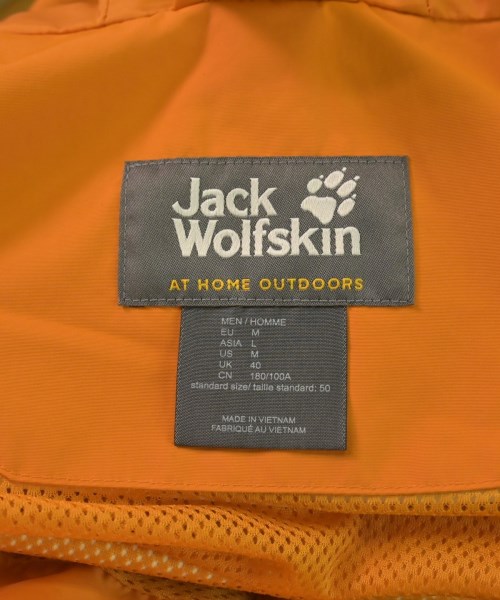 Jack
Wolfskin
AT HOME OUTDOORS
MEN / HOMME
EU M
ASIA L
US M
UK 40
CN 180/100A
standard size/ taille standard: 50
MADE IN VIETNAM
FABRIQUÉ AU VIETNAM